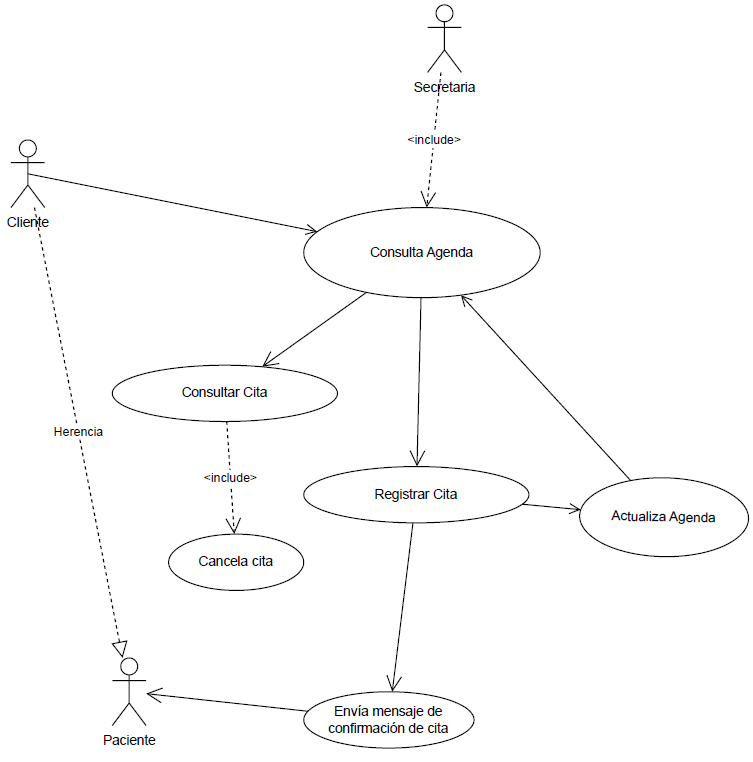 Secretaria
<include>
Cliente
Consulta Agenda
Consultar Cita
Herencia
<include>
Registrar Cita
Actualiza Agenda
Cancela cita
Envía mensaje de
confirmación de cita
Paciente